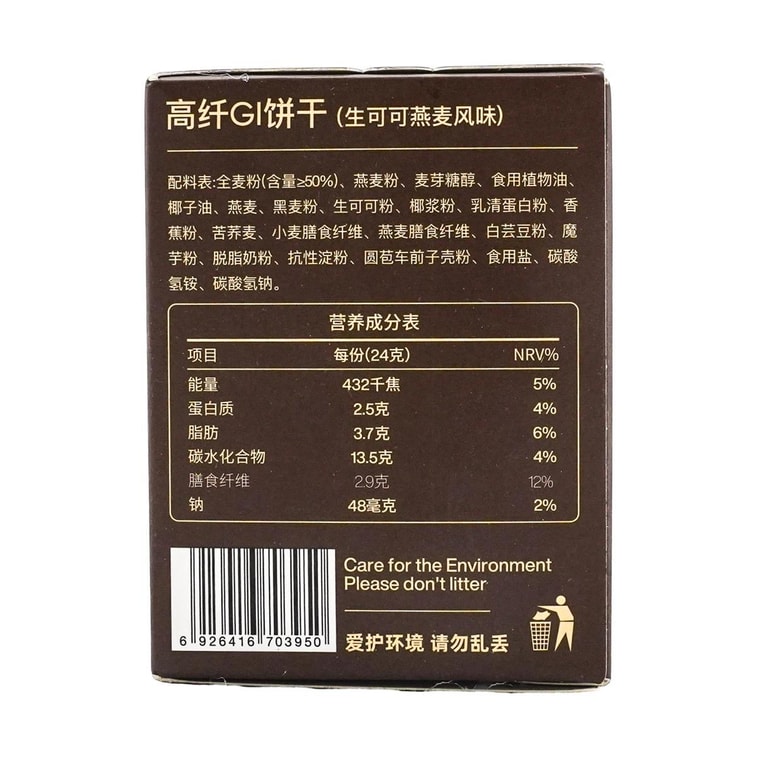 高纤GI饼干 (生可可燕麦风味)
配料表:全麦粉(含量≥50%)、燕麦粉、麦芽糖醇、食用植物油、
椰子油、燕麦、黑麦粉、生可可粉、椰浆粉、乳清蛋白粉、香
蕉粉、苦荞麦、小麦膳食纤维、燕麦膳食纤维、白芸豆粉、魔
芋粉、脱脂奶粉、抗性淀粉、圆苞车前子壳粉、食用盐、碳酸
氢铵、碳酸氢钠。
营养成分表
项目 每份(24克) NRV%
能量 432千焦 5%
蛋白质 2.5克 4%
脂肪 3.7克 6%
碳水化合物 13.5克 4%
膳食纤维 2.9克 12%
钠 48毫克 2%
Care for the Environment
Please don't litter
爱护环境 请勿乱丢
6 926416 703950